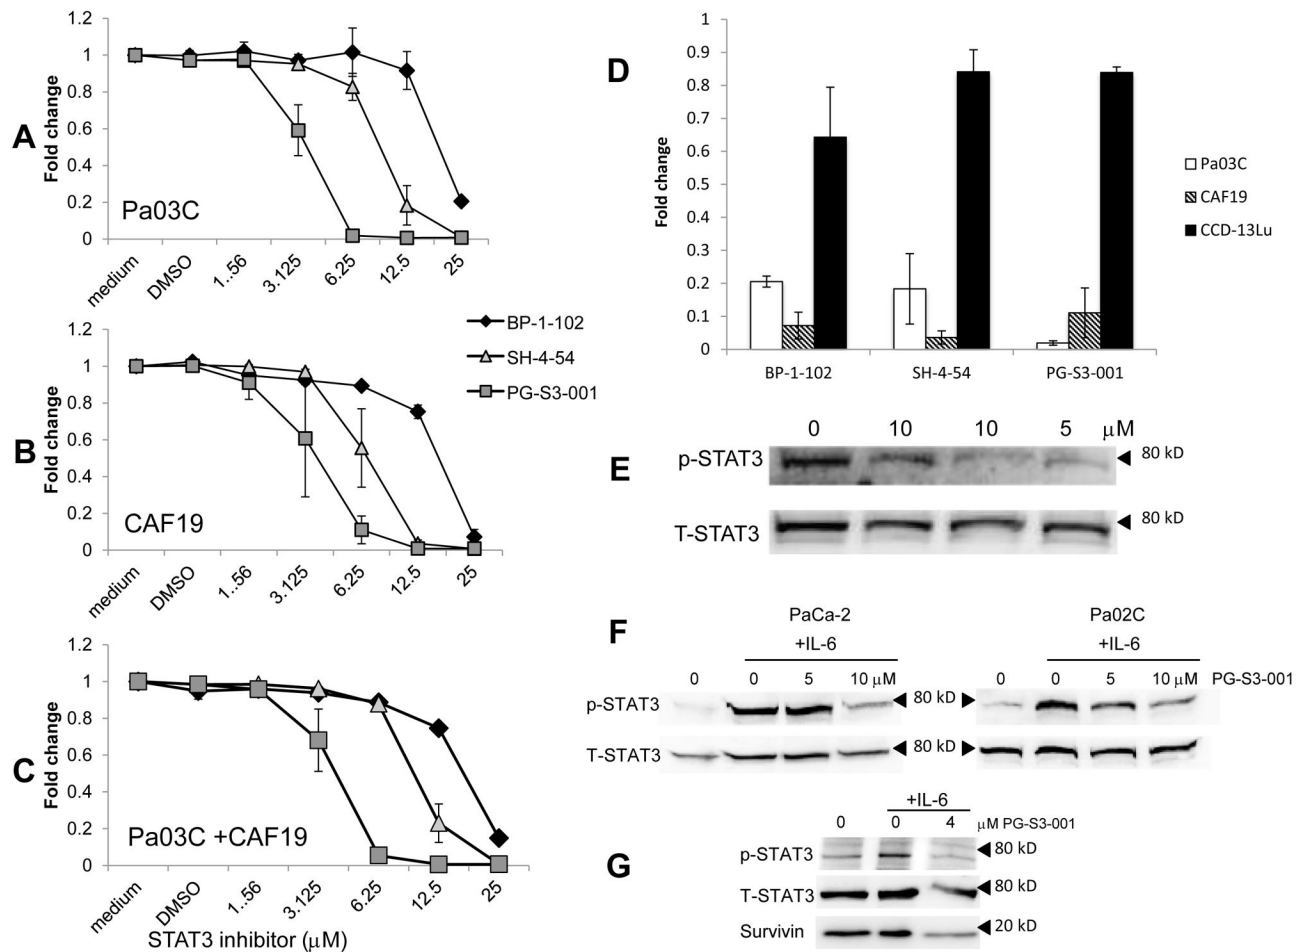 A
Fold change
1.2
1
0.8
0.6
0.4
0.2
0
Pa03C
medium
DMSO
1..56
3.125
6.25
12.5
25
BP-1-102
SH-4-54
PG-S3-001
B
Fold change
1.2
1
0.8
0.6
0.4
0.2
0
CAF19
medium
DMSO
1..56
3.125
6.25
12.5
25
C
Fold change
1.2
1
0.8
0.6
0.4
0.2
0
Pa03C +CAF19
medium
DMSO
1..56
3.125
6.25
12.5
25
STAT3 inhibitor (μM)
D
Fold change
1
0.9
0.8
0.7
0.6
0.5
0.4
0.3
0.2
0.1
0
BP-1-102 SH-4-54 PG-S3-001
Pa03C
CAF19
CCD-13Lu
E
0 10 10 5 μM
p-STAT3 80 kD
T-STAT3 80 kD
F
PaCa-2 Pa02C
+IL-6 +IL-6
0 0 5 10 μM 0 0 5 10 μM PG-S3-001
p-STAT3 80 kD
T-STAT3 80 kD
G
+IL-6
0 0 4 μM PG-S3-001
p-STAT3 80 kD
T-STAT3 80 kD
Survivin 20 kD